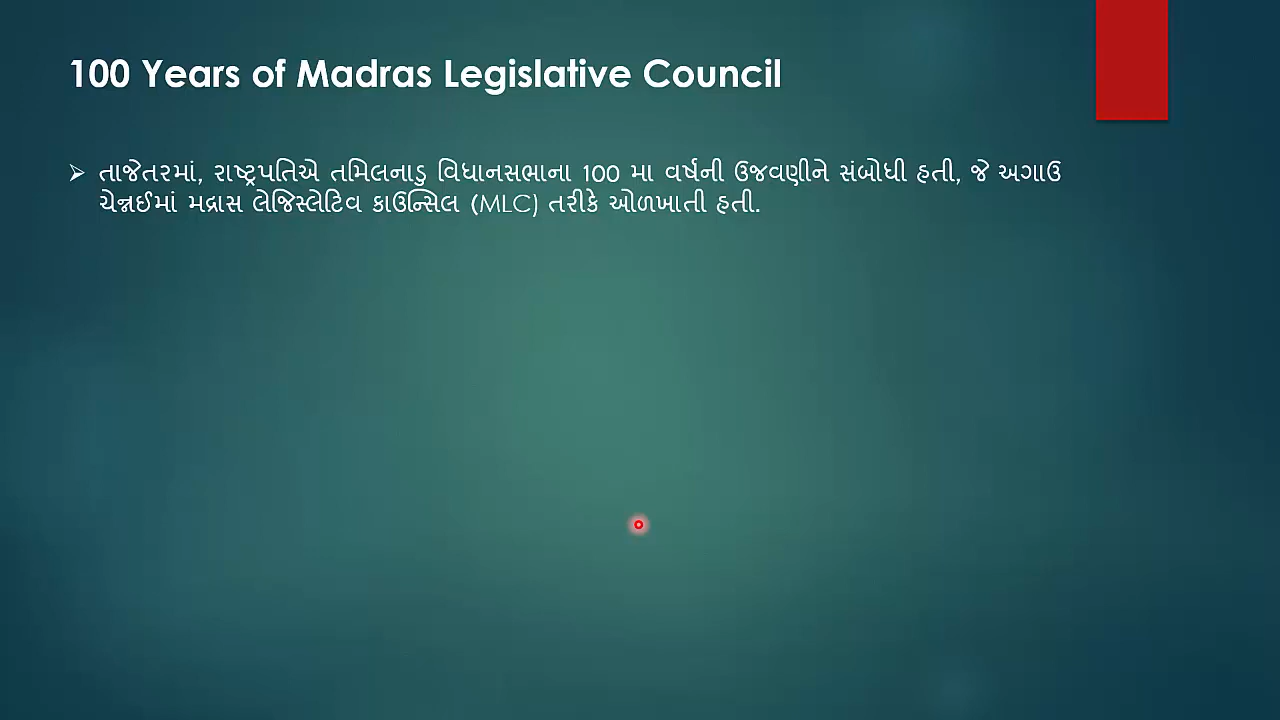 100 Years of Madras Legislative Council
તાજેતરમાં, રાષ્ટ્રપતિએ તમિલનાડુ વિધાનસભાના 100 મા વર્ષની ઉજવણીને સંબોધી હતી, જે અગાઉ
ચેન્નઈમાં મદ્રાસ લેજિસ્લેટિવ કાઉન્સિલ (MLC) તરીકે ઓળખાતી હતી.